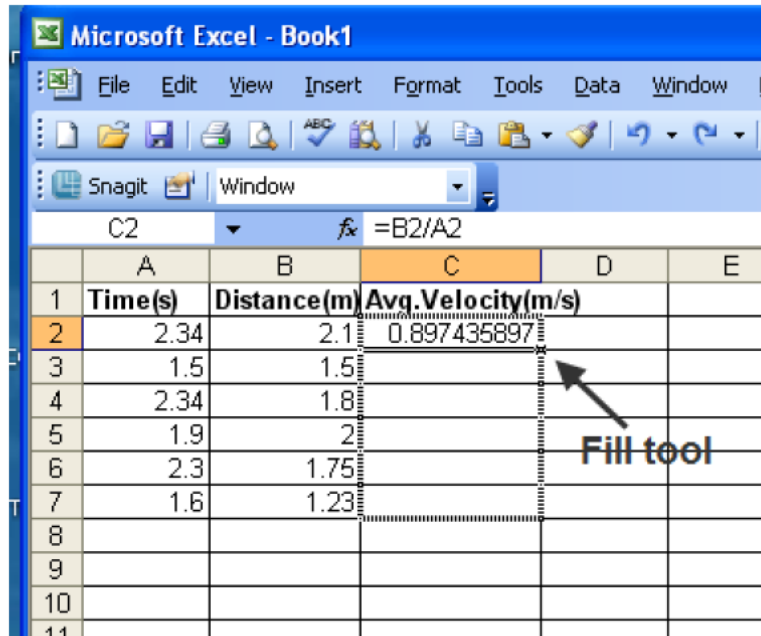 Microsoft Excel - Book1
File Edit View Insert Format Tools Data Window
ABC
Snagit Window
C2 fx =B2/A2
A B C D E
1 Time(s) Distance(m) Avg.Velocity(m/s)
2 2.34 2.1 0.897435897
3 1.5 1.5
4 2.34 1.8
5 1.9 2
6 2.3 1.75
7 1.6 1.23
Fill tool
8
9
10
11